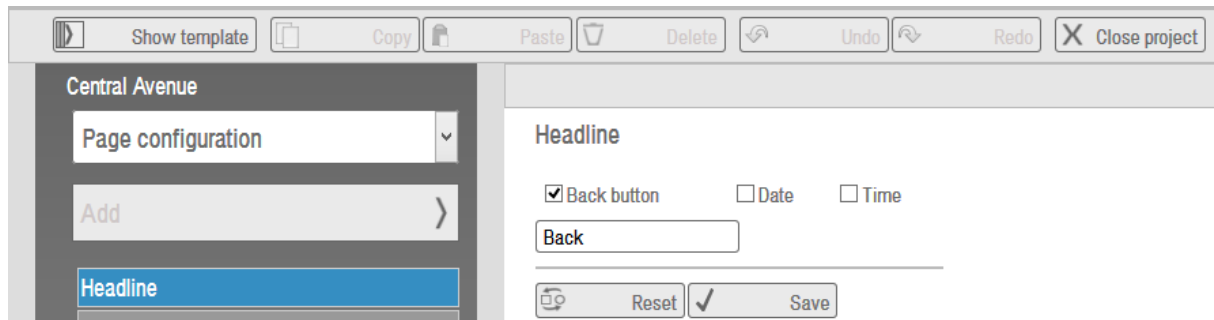 Show template Copy Paste Delete Undo Redo Close project
Central Avenue
Page configuration
Add
Headline
Headline
Back button Date Time
Back
Reset Save